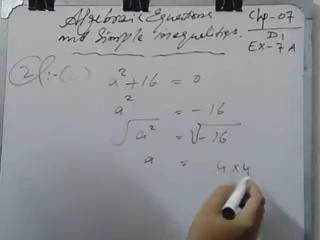 Algebraic Equations Chp-07
and Simple inequalities. D1
EX-7A
a² + 16 = 0
a² = -16
√a² = √-16
a = 4×4